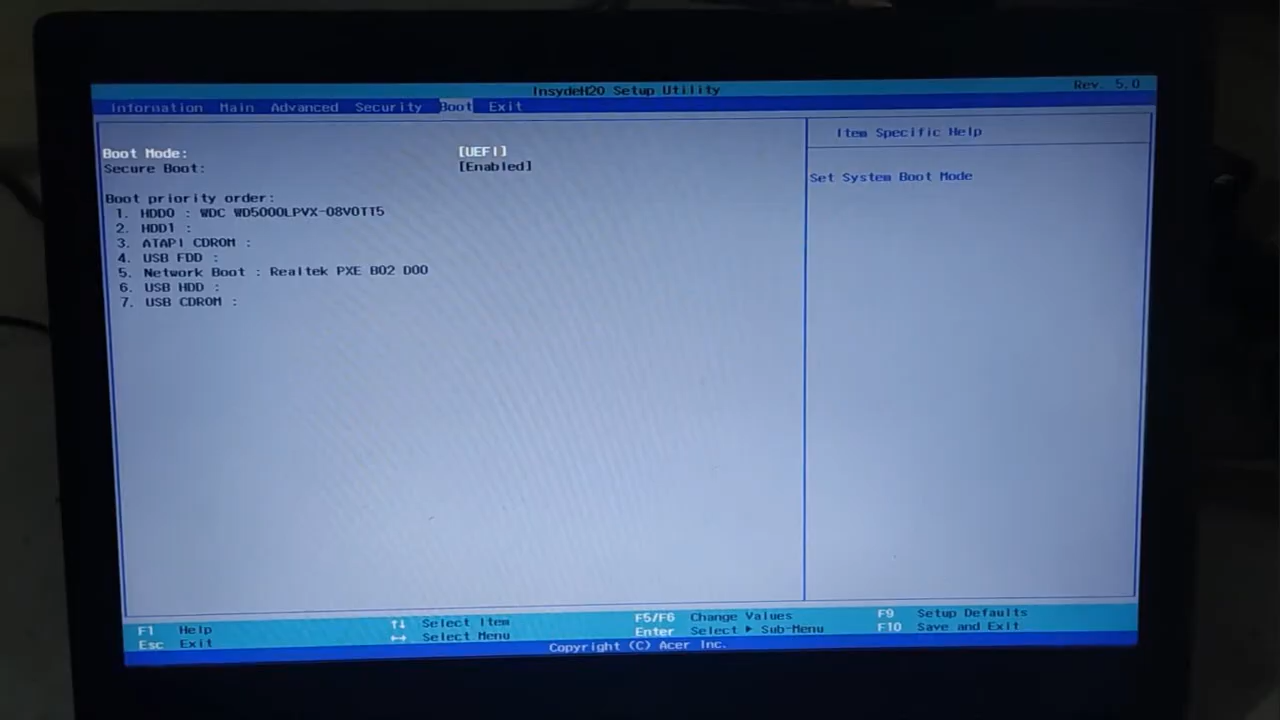 InsydeH20 Setup Utility Rev. 5.0
Information Main Advanced Security Boot Exit
Boot Mode: [UEFI]
Secure Boot: [Enabled]
Boot priority order:
1. HDD0 : WDC WD5000LPVX-08V0TT5
2. HDD1 :
3. ATAPI CDROM :
4. USB FDD :
5. Network Boot : Realtek PXE B02 D00
6. USB HDD :
7. USB CDROM :
Item Specific Help
Set System Boot Mode
F1 Help ↑↓ Select Item F5/F6 Change Values F9 Setup Defaults
Esc Exit ↔ Select Menu Enter Select ▶ Sub-Menu F10 Save and Exit
Copyright (C) Acer Inc.